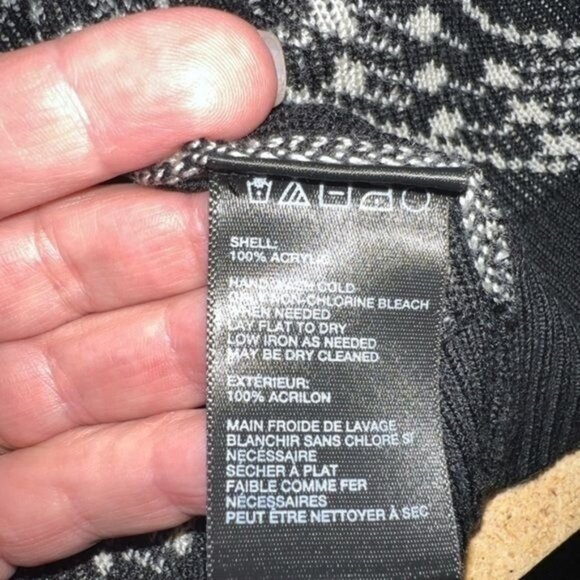 SHELL:
100% ACRYLIC
HAND WASH COLD
ONLY NON-CHLORINE BLEACH
WHEN NEEDED
LAY FLAT TO DRY
LOW IRON AS NEEDED
MAY BE DRY CLEANED
EXTÉRIEUR:
100% ACRILON
MAIN FROIDE DE LAVAGE
BLANCHIR SANS CHLORE SI
NÉCESSAIRE
SÉCHER À PLAT
FAIBLE COMME FER
NÉCESSAIRES
PEUT ÊTRE NETTOYER À SEC